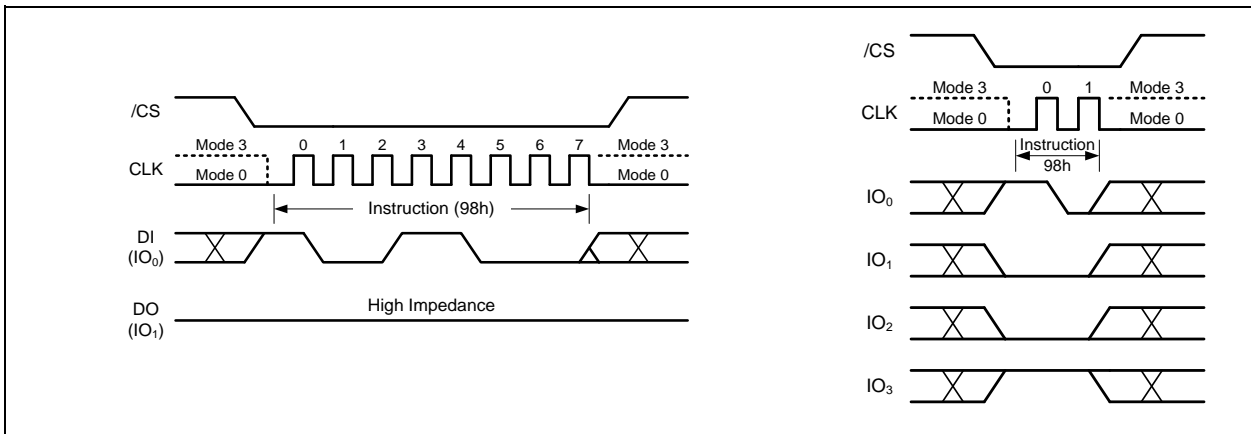 /CS
Mode 3 0 1 2 3 4 5 6 7 Mode 3
CLK
Mode 0 Mode 0
Instruction (98h)
DI
(IO₀)
High Impedance
DO
(IO₁)
/CS
Mode 3 0 1 Mode 3
CLK
Mode 0 Mode 0
Instruction
98h
IO₀
IO₁
IO₂
IO₃